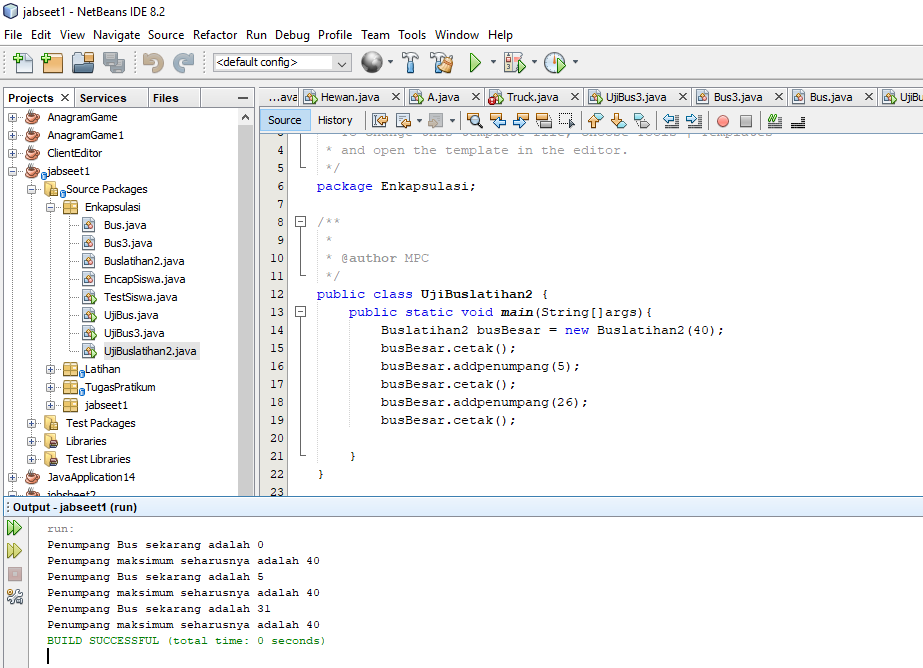 jabseet1 - NetBeans IDE 8.2
File Edit View Navigate Source Refactor Run Debug Profile Team Tools Window Help
<default config>
Projects Services Files
...ava Hewan.java A.java Truck.java UjiBus3.java Bus3.java Bus.java UjiB
Source History
AnagramGame
AnagramGame1
ClientEditor
jabseet1
Source Packages
Enkapsulasi
Bus.java
Bus3.java
Buslatihan2.java
EncapSiswa.java
TestSiswa.java
UjiBus.java
UjiBus3.java
UjiBuslatihan2.java
Latihan
TugasPratikum
jabseet1
Test Packages
Libraries
Test Libraries
JavaApplication14
jobsheet2
4 * and open the template in the editor.
5 */
6 package Enkapsulasi;
7
8 /**
9 *
10 * @author MPC
11 */
12 public class UjiBuslatihan2 {
13 public static void main(String[]args){
14 Buslatihan2 busBesar = new Buslatihan2(40);
15 busBesar.cetak();
16 busBesar.addpenumpang(5);
17 busBesar.cetak();
18 busBesar.addpenumpang(26);
19 busBesar.cetak();
20
21 }
22 }
23
Output - jabseet1 (run)
run:
Penumpang Bus sekarang adalah 0
Penumpang maksimum seharusnya adalah 40
Penumpang Bus sekarang adalah 5
Penumpang maksimum seharusnya adalah 40
Penumpang Bus sekarang adalah 31
Penumpang maksimum seharusnya adalah 40
BUILD SUCCESSFUL (total time: 0 seconds)